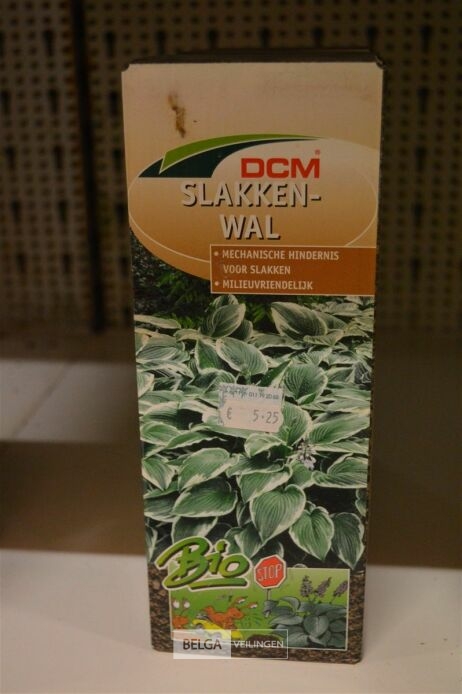 DCM
SLAKKEN-
WAL
• MECHANISCHE HINDERNIS
VOOR SLAKKEN
• MILIEUVRIENDELIJK
€ 5.25
Bio
STOP
BELGA VEILINGEN